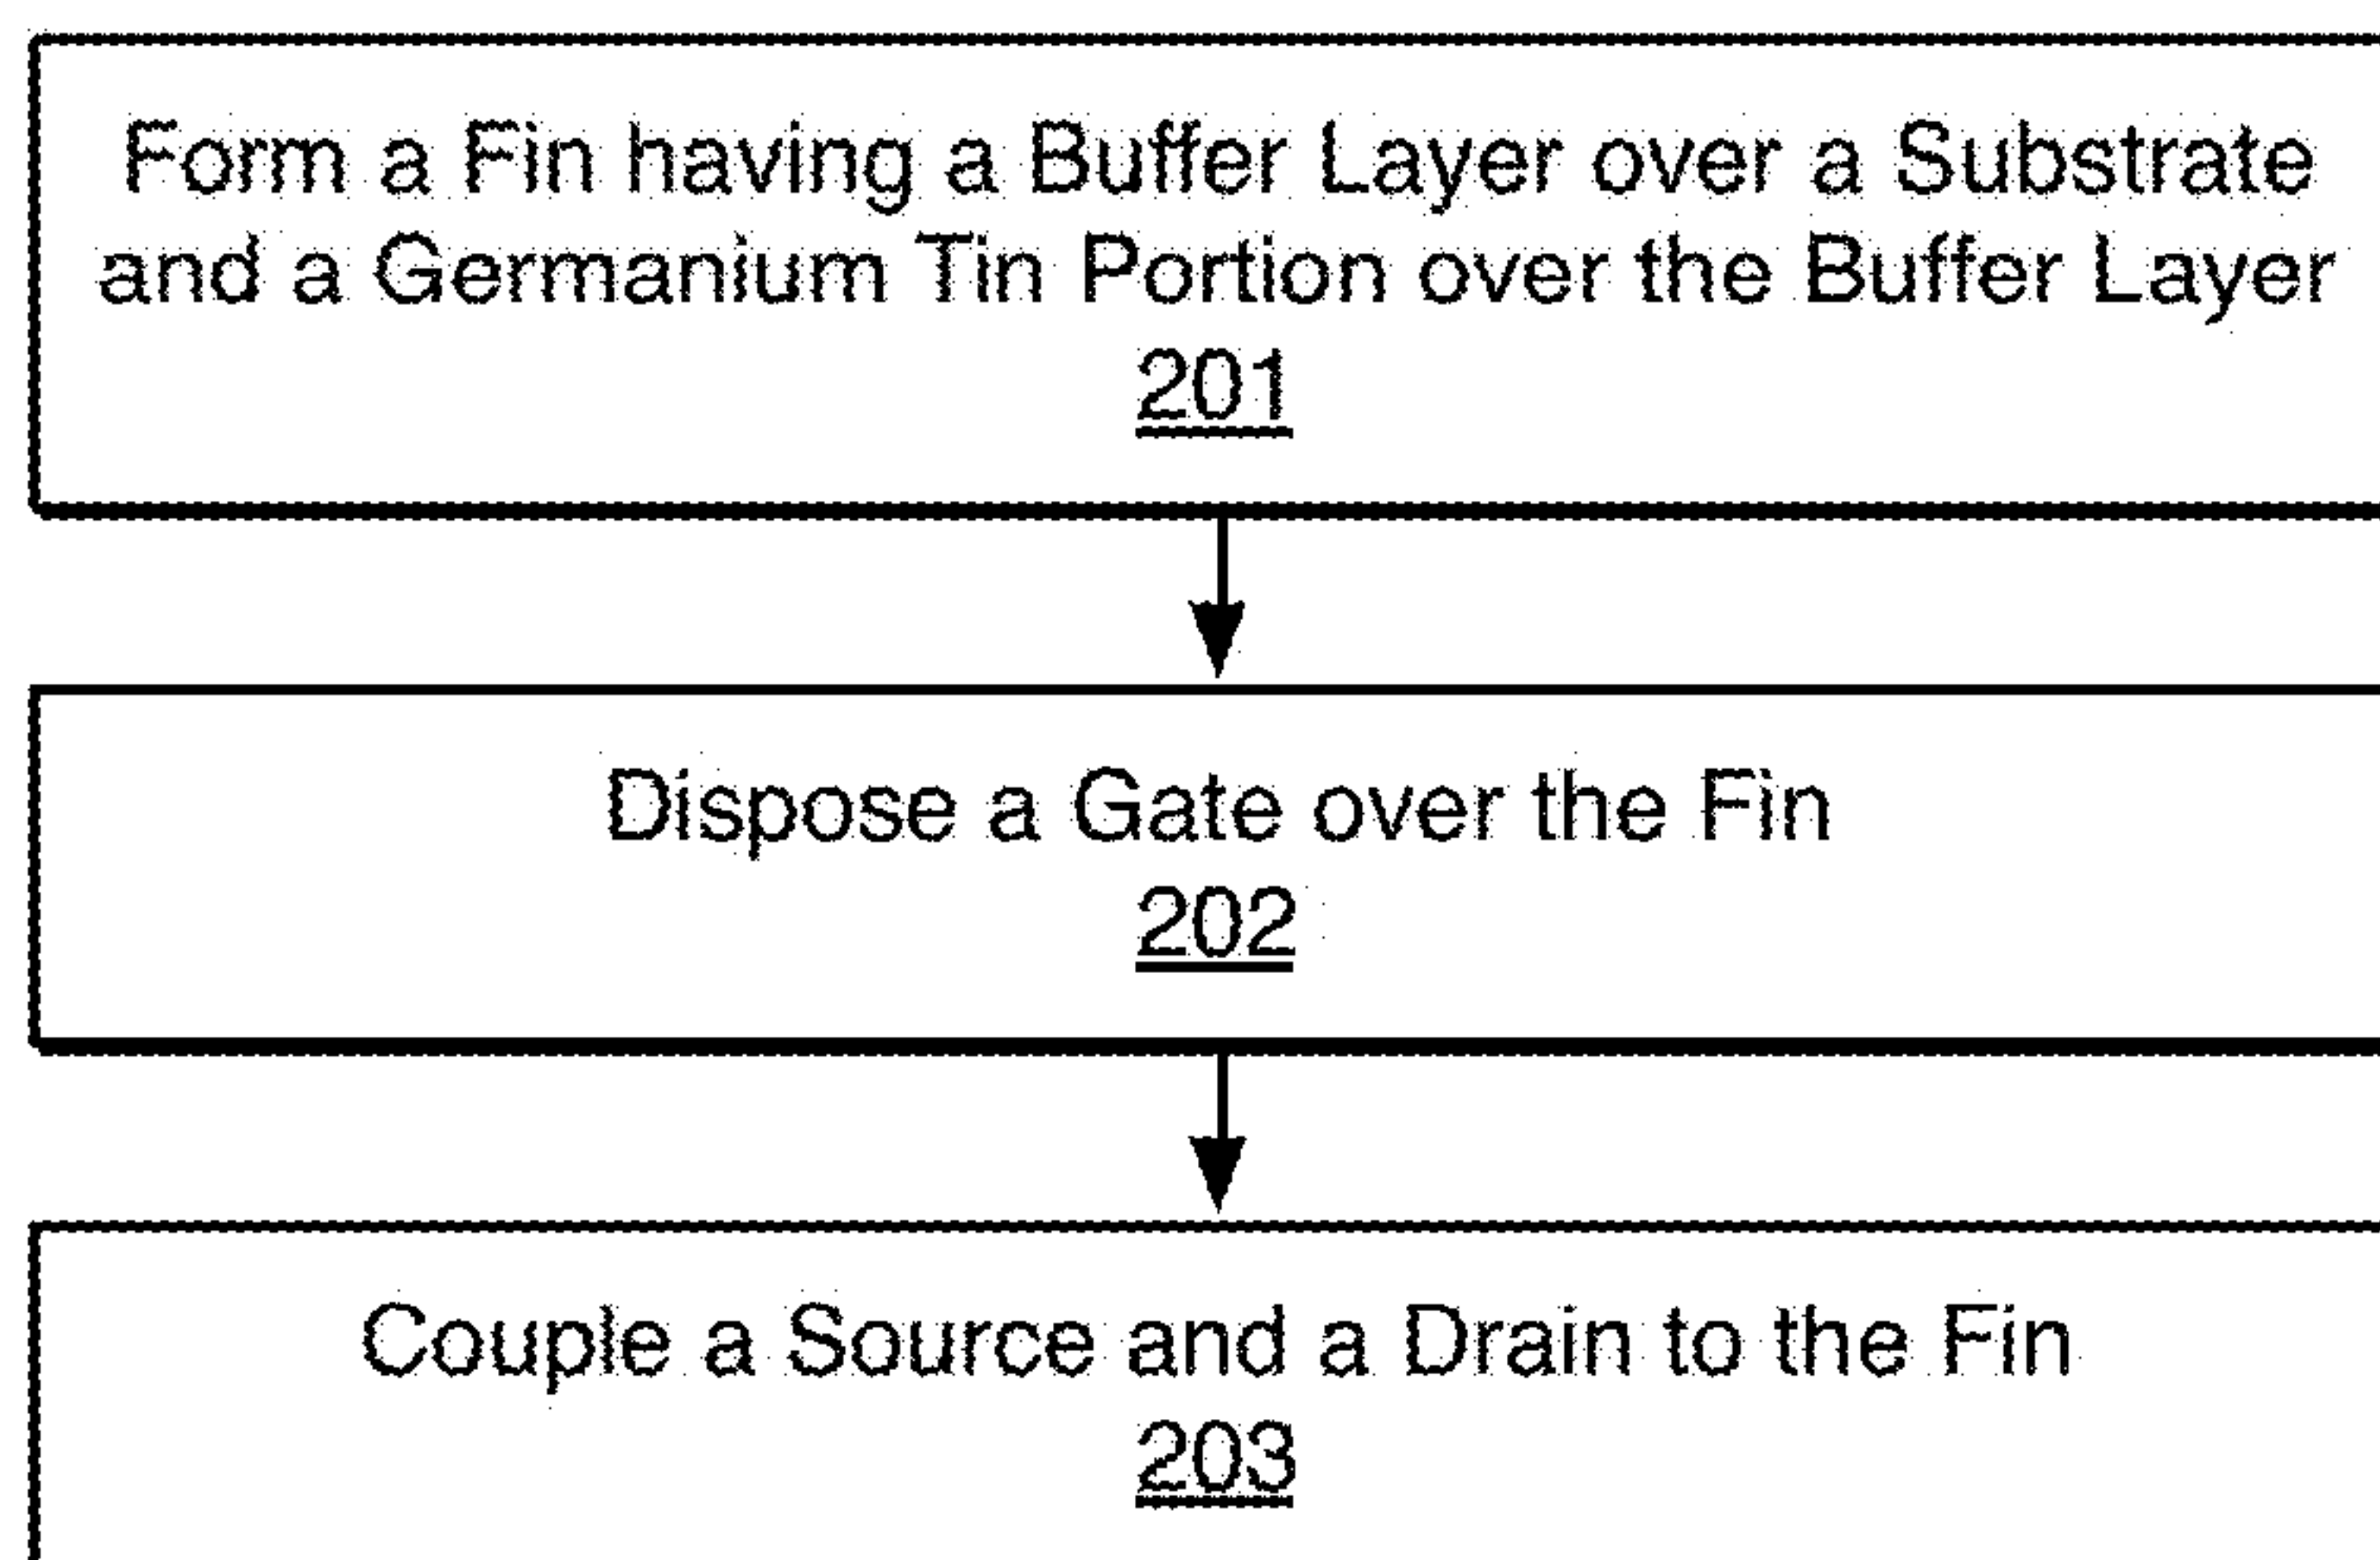 Form a Fin having a Buffer Layer over a Substrate
and a Germanium Tin Portion over the Buffer Layer
201
Dispose a Gate over the Fin
202
Couple a Source and a Drain to the Fin
203